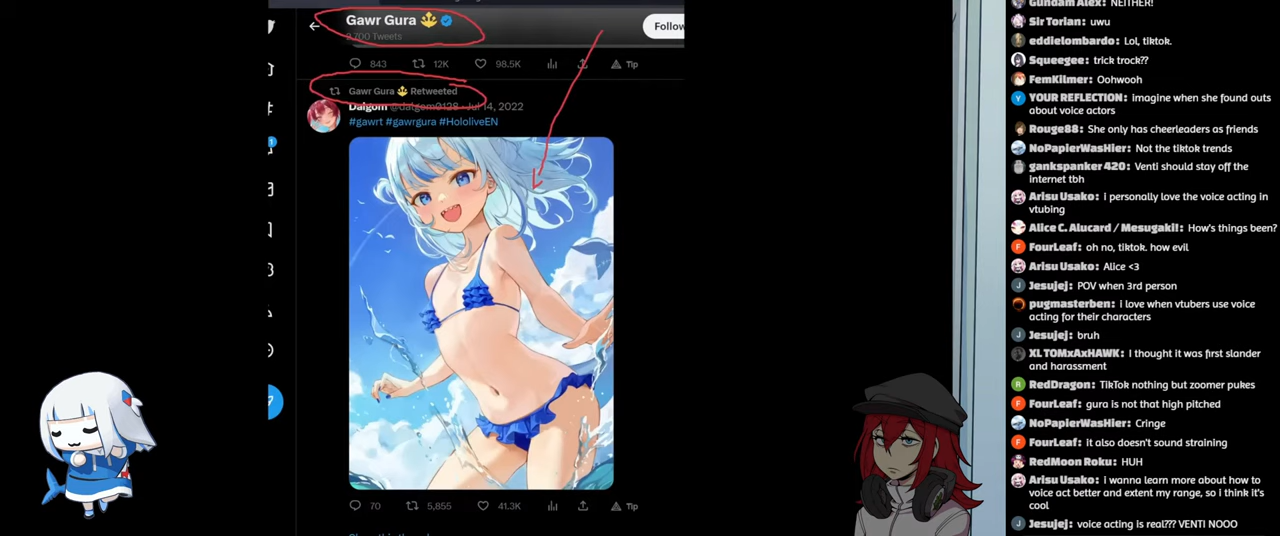 Gawr Gura
9,700 Tweets
Follow
843
12K
98.5K
Tip
Gawr Gura Retweeted
Daigom @daigom0128 · Jul 14, 2022
#gawrt #gawrgura #HololiveEN
70
5,855
41.3K
Tip
Gundam Alex: NEITHER!
Sir Torian: uwu
eddielombardo: Lol, tiktok.
Squeegee: trick trock??
FemKilmer: Oohwooh
YOUR REFLECTION: imagine when she found outs
about voice actors
Rouge88: She only has cheerleaders as friends
NoPapierWasHier: Not the tiktok trends
gankspanker 420: Venti should stay off the
internet tbh
Arisu Usako: i personally love the voice acting in
vtubing
Alice C. Alucard / Mesugaki!: How's things been?
FourLeaf: oh no, tiktok. how evil
Arisu Usako: Alice <3
Jesujej: POV when 3rd person
pugmasterben: i love when vtubers use voice
acting for their characters
Jesujej: bruh
XL TOMxAxHAWK: I thought it was first slander
and harassment
RedDragon: TikTok nothing but zoomer pukes
FourLeaf: gura is not that high pitched
NoPapierWasHier: Cringe
FourLeaf: it also doesn't sound straining
RedMoon Roku: HUH
Arisu Usako: i wanna learn more about how to
voice act better and extent my range, so i think it's
cool
Jesujej: voice acting is real??? VENTI NOOO